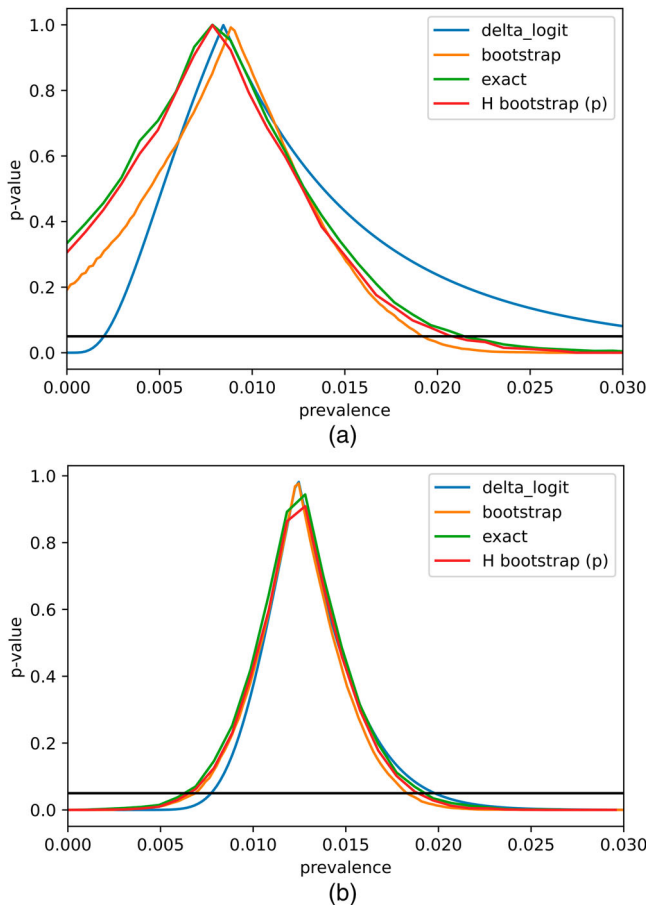 1.0
0.8
0.6
0.4
0.2
0.0
p-value
delta_logit
bootstrap
exact
H bootstrap (p)
0.000 0.005 0.010 0.015 0.020 0.025 0.030
prevalence
(a)
1.0
0.8
0.6
0.4
0.2
0.0
p-value
delta_logit
bootstrap
exact
H bootstrap (p)
0.000 0.005 0.010 0.015 0.020 0.025 0.030
prevalence
(b)